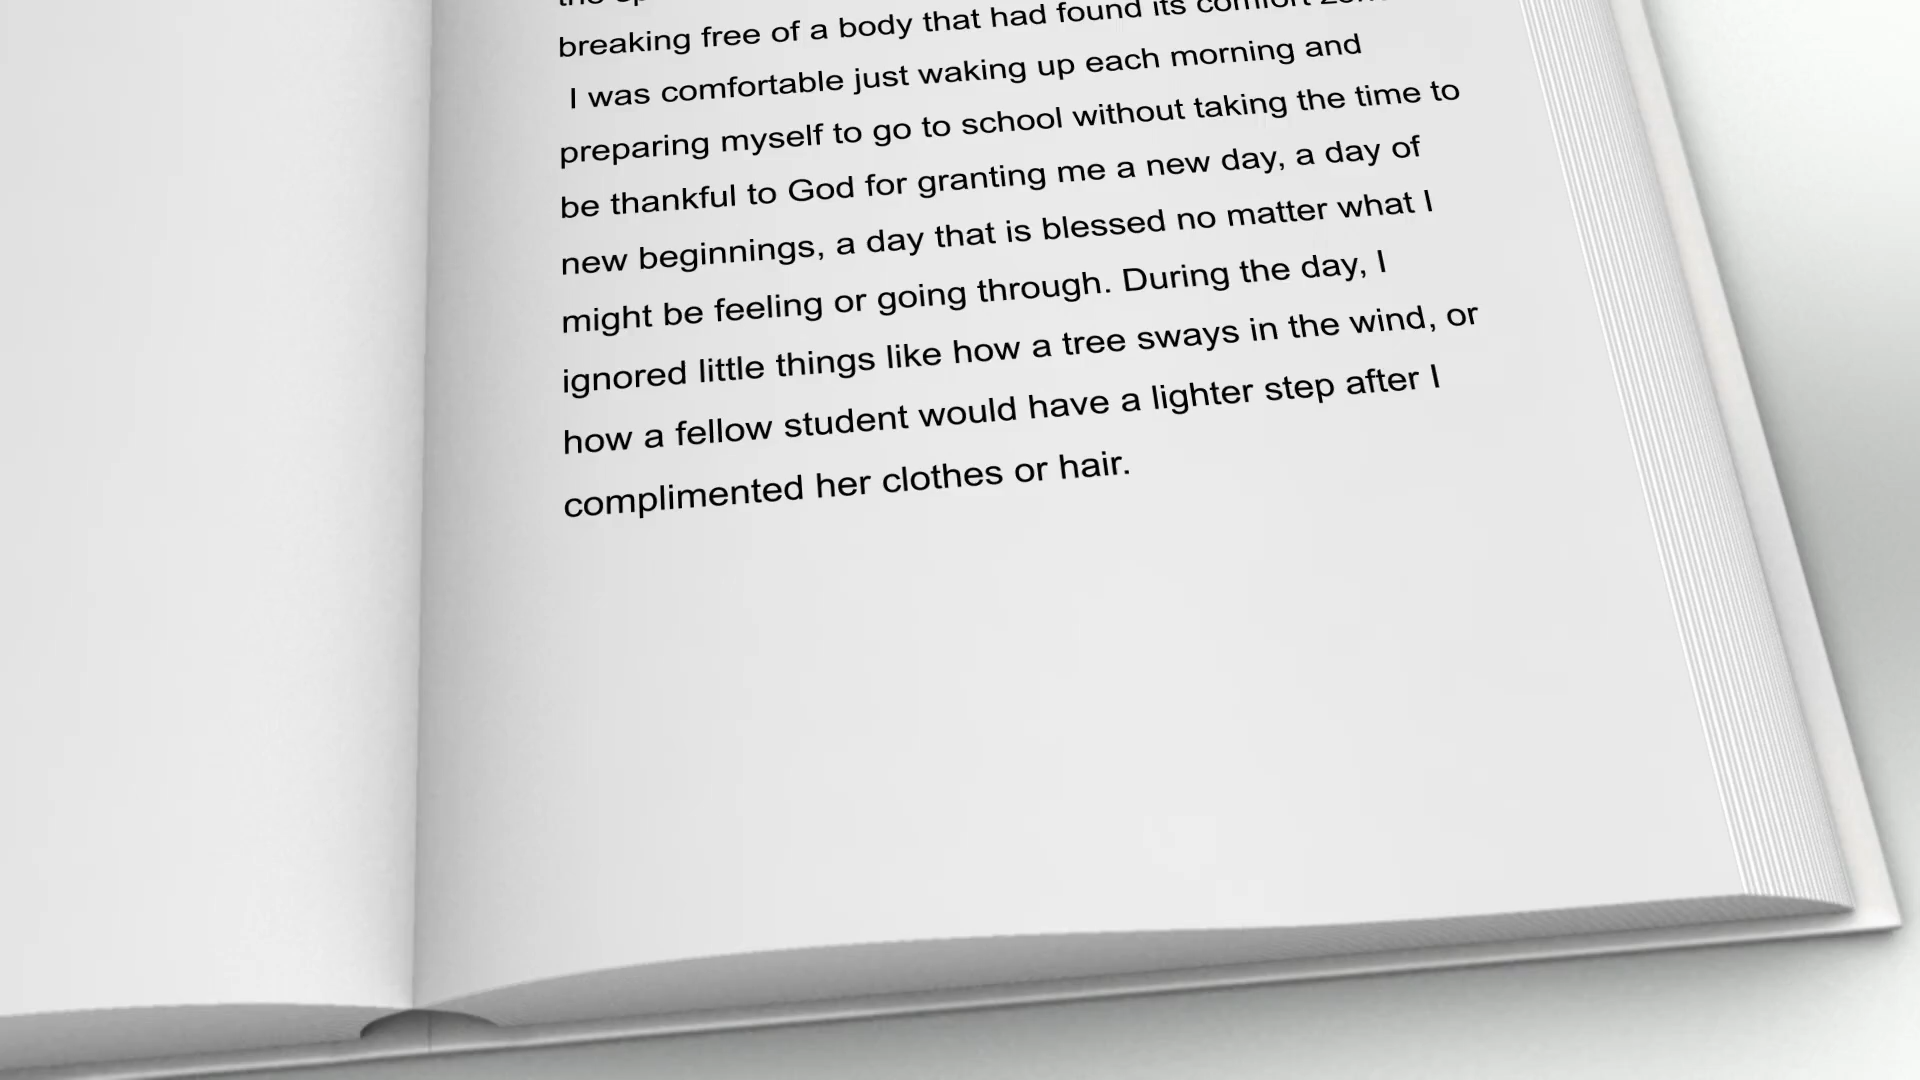 the
breaking free of a body that had found its comfort
I was comfortable just waking up each morning and
preparing myself to go to school without taking the time to
be thankful to God for granting me a new day, a day of
new beginnings, a day that is blessed no matter what I
might be feeling or going through. During the day, I
ignored little things like how a tree sways in the wind, or
how a fellow student would have a lighter step after I
complimented her clothes or hair.